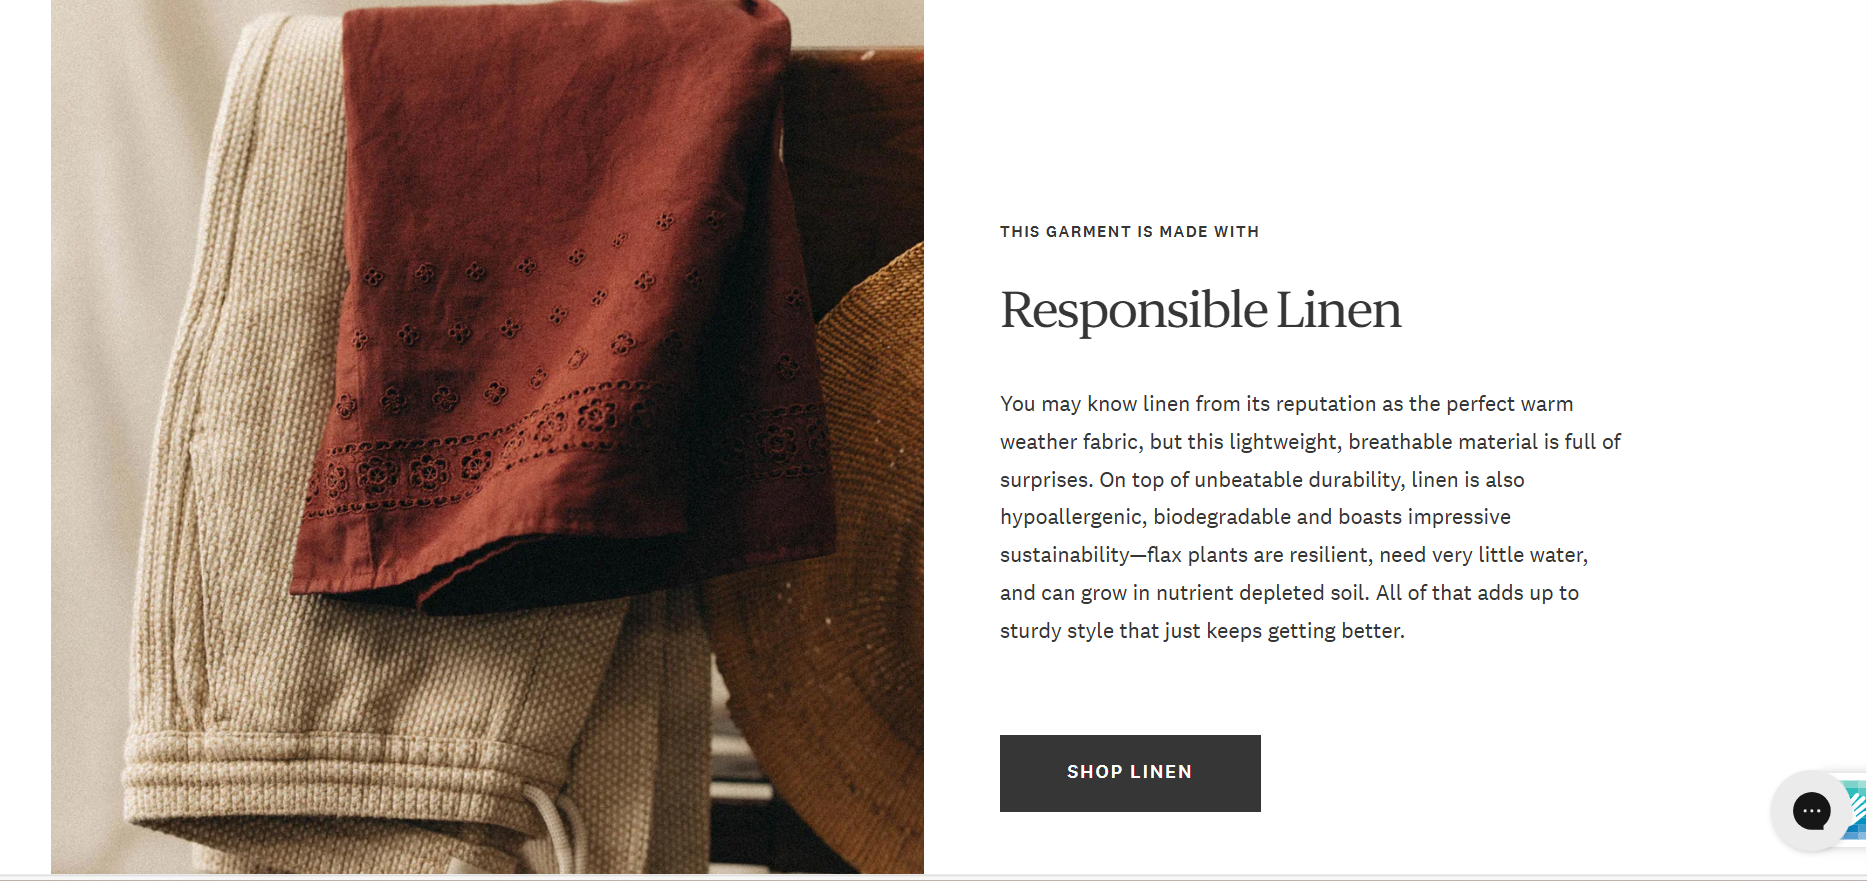 THIS GARMENT IS MADE WITH
Responsible Linen
You may know linen from its reputation as the perfect warm
weather fabric, but this lightweight, breathable material is full of
surprises. On top of unbeatable durability, linen is also
hypoallergenic, biodegradable and boasts impressive
sustainability—flax plants are resilient, need very little water,
and can grow in nutrient depleted soil. All of that adds up to
sturdy style that just keeps getting better.
SHOP LINEN